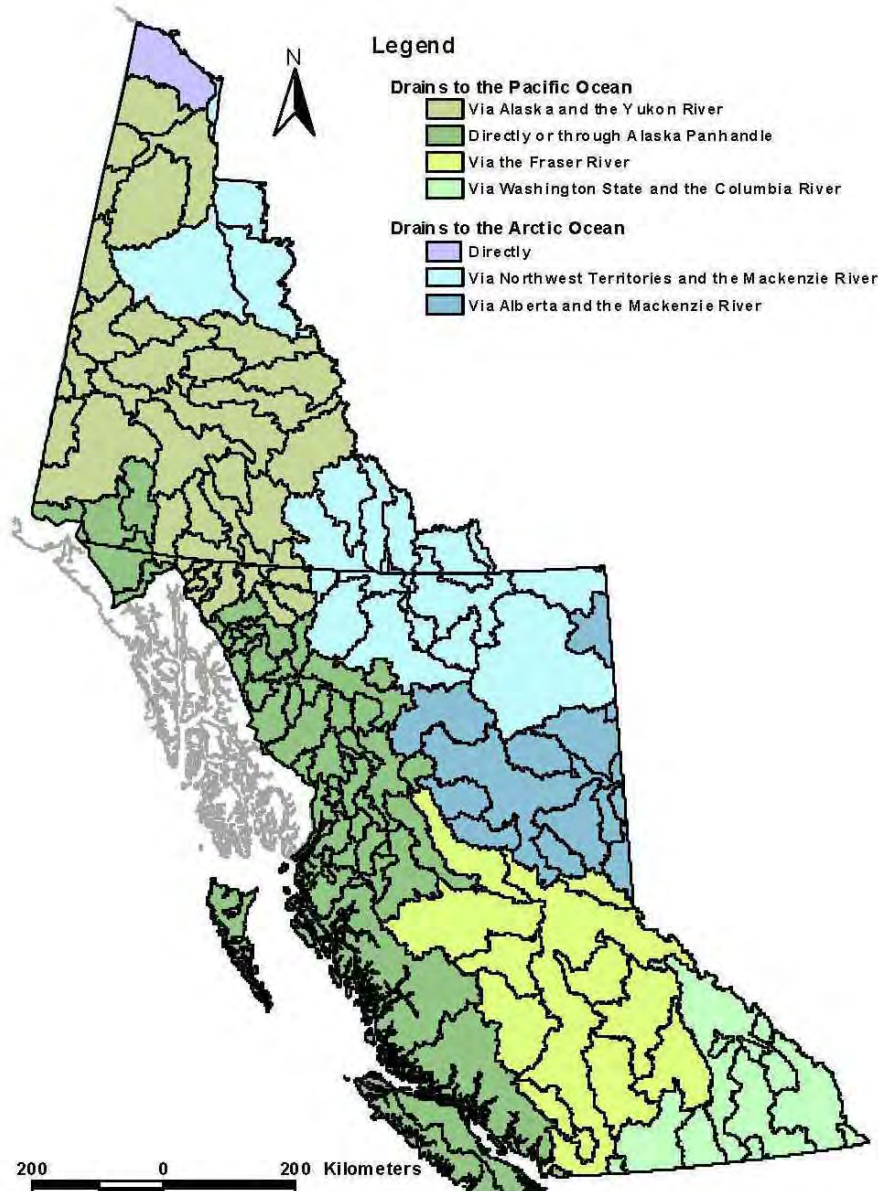 N
Legend
Drains to the Pacific Ocean
Via Alaska and the Yukon River
Directly or through Alaska Panhandle
Via the Fraser River
Via Washington State and the Columbia River
Drains to the Arctic Ocean
Directly
Via Northwest Territories and the Mackenzie River
Via Alberta and the Mackenzie River
200 0 200 Kilometers